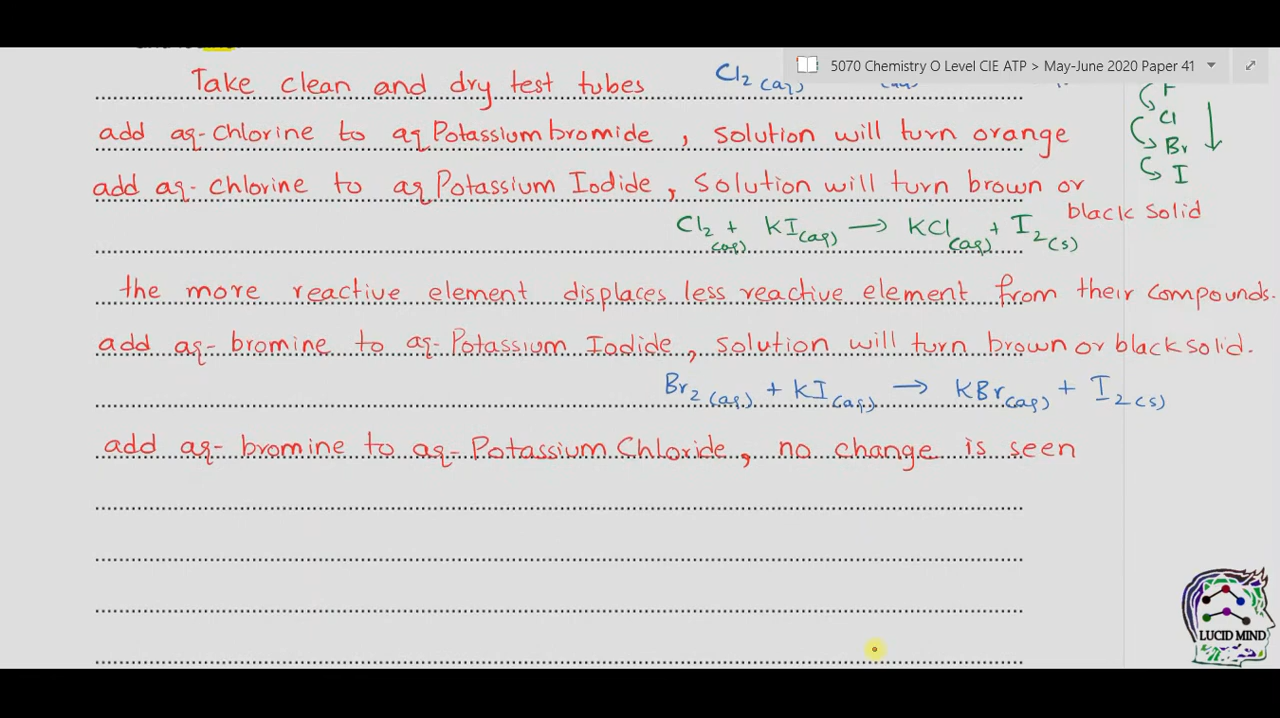 5070 Chemistry O Level CIE ATP > May-June 2020 Paper 41
Take clean and dry test tubes
Cl2 (aq)
F
Cl
Br
I
add aq-chlorine to aq Potassium bromide, solution will turn orange
add aq-chlorine to aq Potassium Iodide, solution will turn brown or
black solid
Cl2 (aq) + KI(aq) → KCl (aq) + I2(s)
the more reactive element displaces less reactive element from their compounds.
add aq-bromine to aq-Potassium Iodide, solution will turn brown or black solid.
Br2 (aq) + KI(aq) → KBr(aq) + I2(s)
add aq-bromine to aq-Potassium Chloride, no change is seen
LUCID MIND